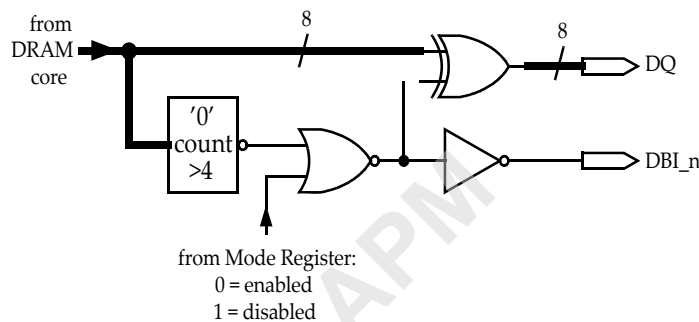 from
DRAM
core
8
8
DQ
'0'
count
>4
DBI_n
from Mode Register:
0 = enabled
1 = disabled
APM